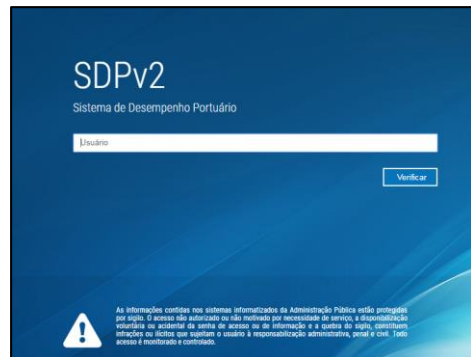 SDPv2
Sistema de Desempenho Portuário
Usuário
Verificar
As informações contidas nos sistemas informatizados da Administração Pública estão protegidas
por sigilo. O acesso não autorizado ou não motivado por necessidade de serviço, a disponibilização
voluntária ou acidental da senha de acesso ou de informação e a quebra do sigilo, constituem
infrações ou ilícitos que sujeitam o usuário à responsabilização administrativa, penal e civil. Todo
acesso é monitorado e controlado.